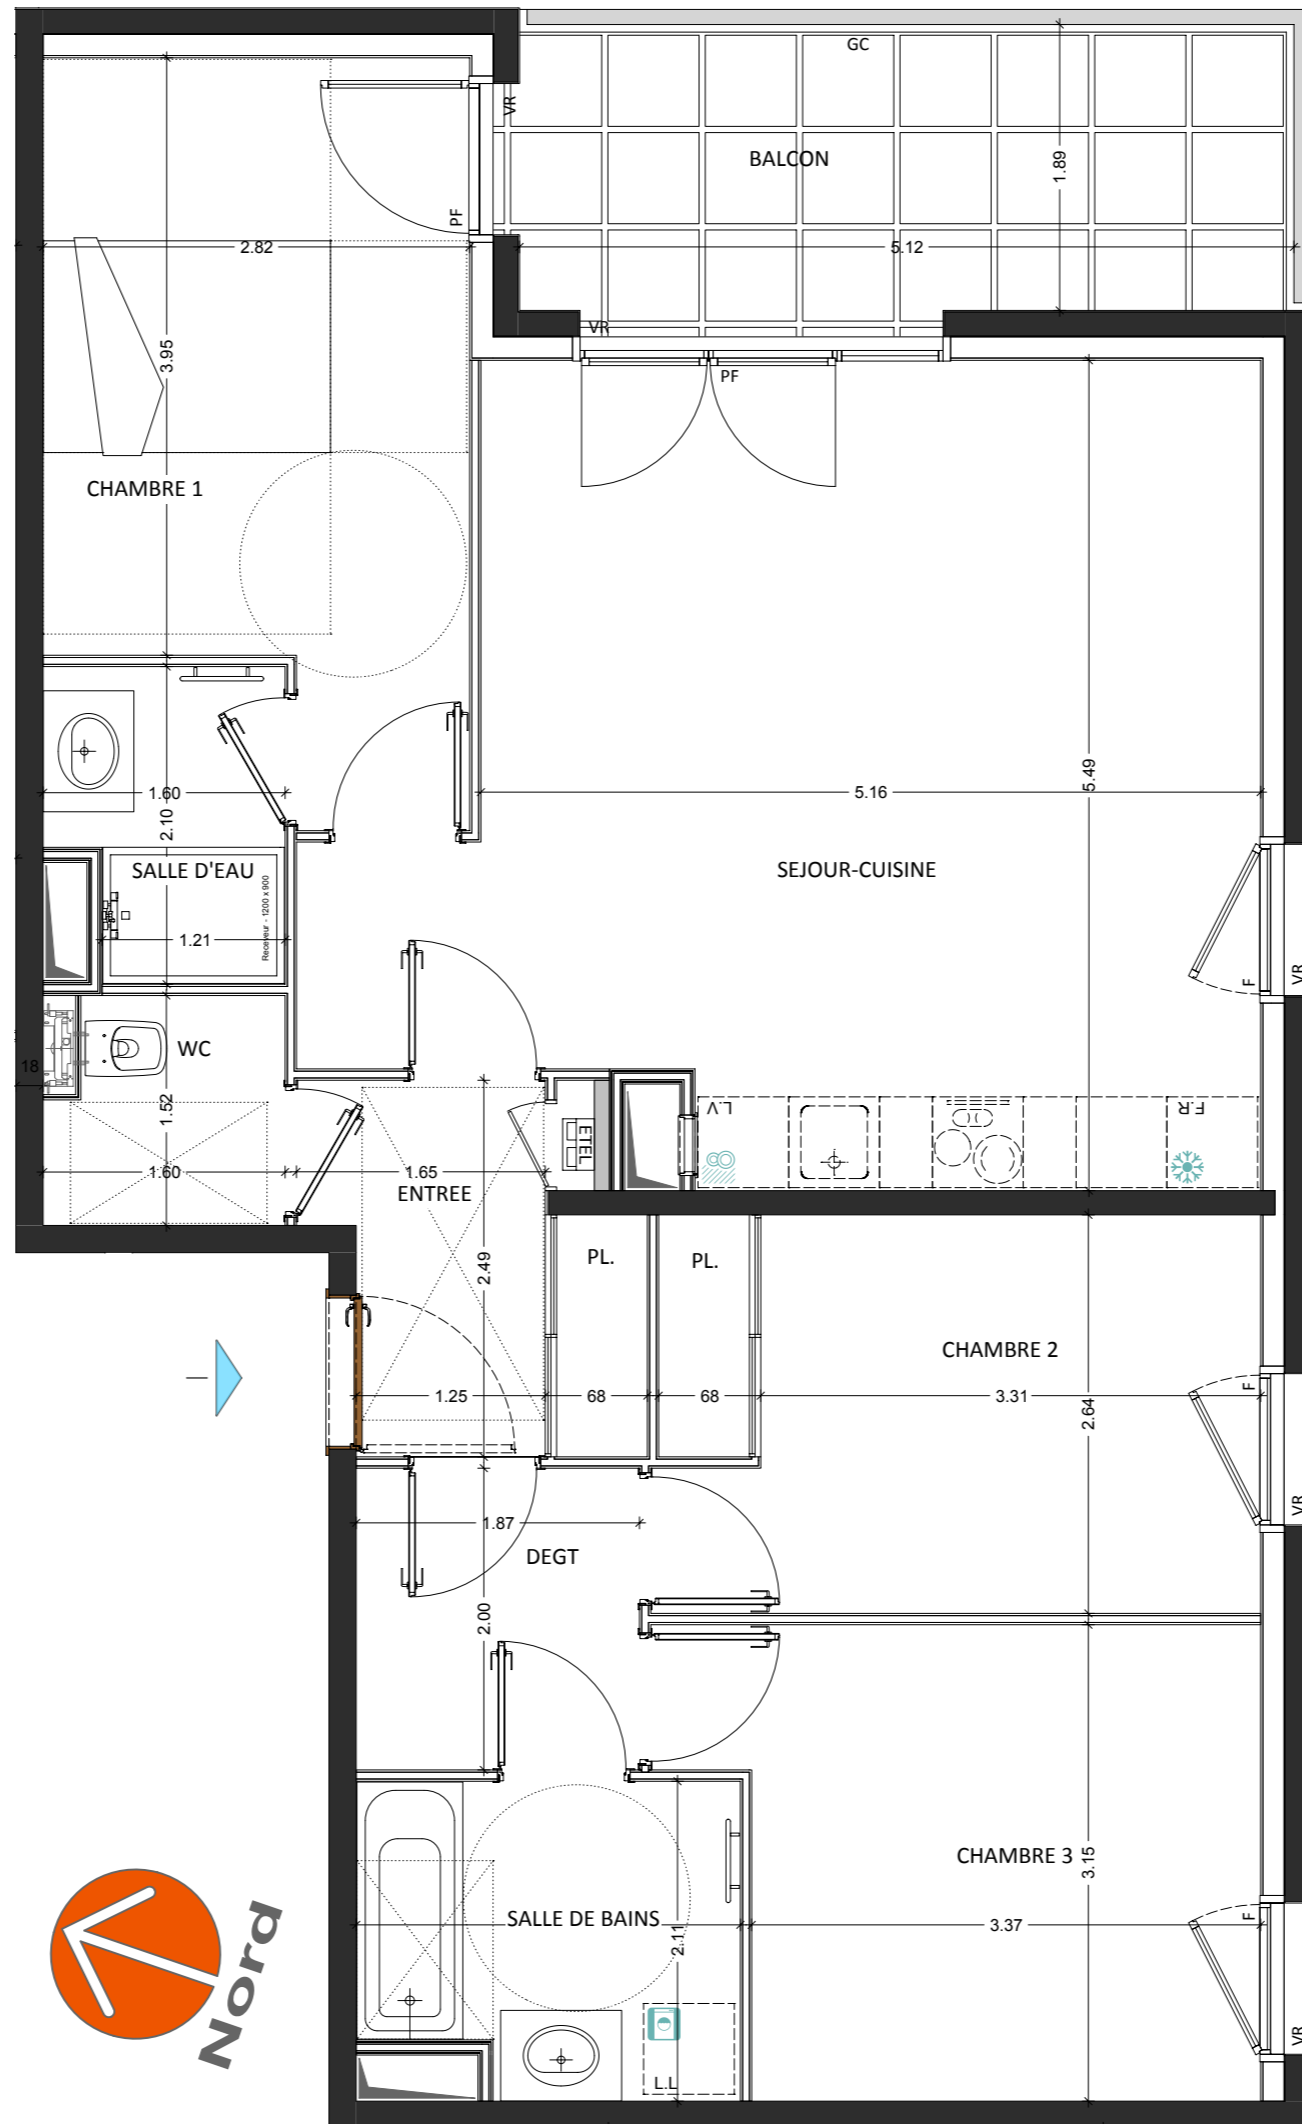 GC
VR
BALCON
1.89
PF
2.82
5.12
VR
PF
3.95
CHAMBRE 1
5.49
1.60
5.16
2.10
SALLE D'EAU
SEJOUR-CUISINE
Receveur - 1200 x 900
1.21
F
VR
WC
18
1.52
L.V
F.R
ETEL
1.60
1.65
ENTREE
2.49
PL.
PL.
CHAMBRE 2
1.25
68
68
3.31
2.64
F
VR
1.87
DEGT
2.00
CHAMBRE 3
3.15
SALLE DE BAINS
2.11
3.37
F
VR
L.L
Nord